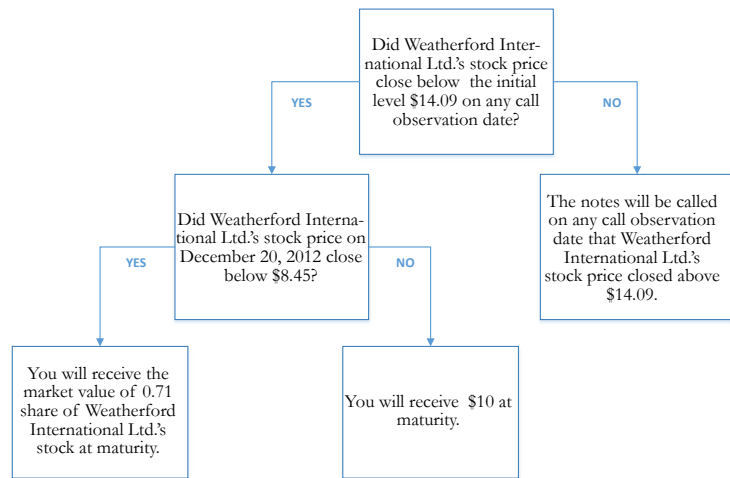 Did Weatherford Inter-
national Ltd.'s stock price
close below the initial
level $14.09 on any call
observation date?
YES
NO
Did Weatherford Interna-
tional Ltd.'s stock price on
December 20, 2012 close
below $8.45?
The notes will be called
on any call observation
date that Weatherford
International Ltd.'s
stock price closed above
$14.09.
YES
NO
You will receive the
market value of 0.71
share of Weatherford
International Ltd.'s
stock at maturity.
You will receive $10 at
maturity.